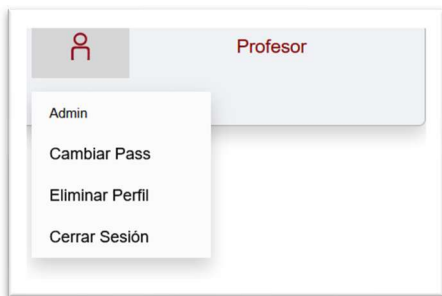 Profesor
Admin
Cambiar Pass
Eliminar Perfil
Cerrar Sesión